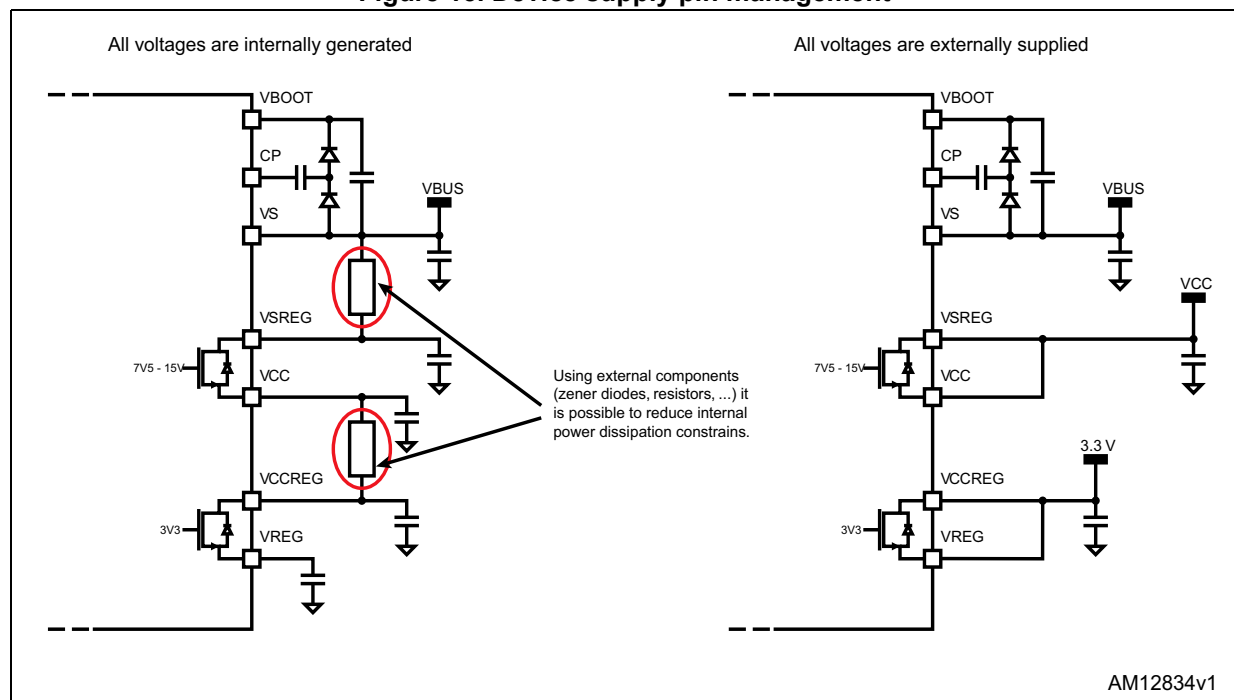 All voltages are internally generated
VBOOT
CP
VS
VBUS
VSREG
7V5 - 15V
VCC
VCCREG
3V3
VREG
Using external components
(zener diodes, resistors, ...) it
is possible to reduce internal
power dissipation constrains.
All voltages are externally supplied
VBOOT
CP
VS
VBUS
VCC
VSREG
7V5 - 15V
VCC
3.3 V
VCCREG
3V3
VREG
AM12834v1